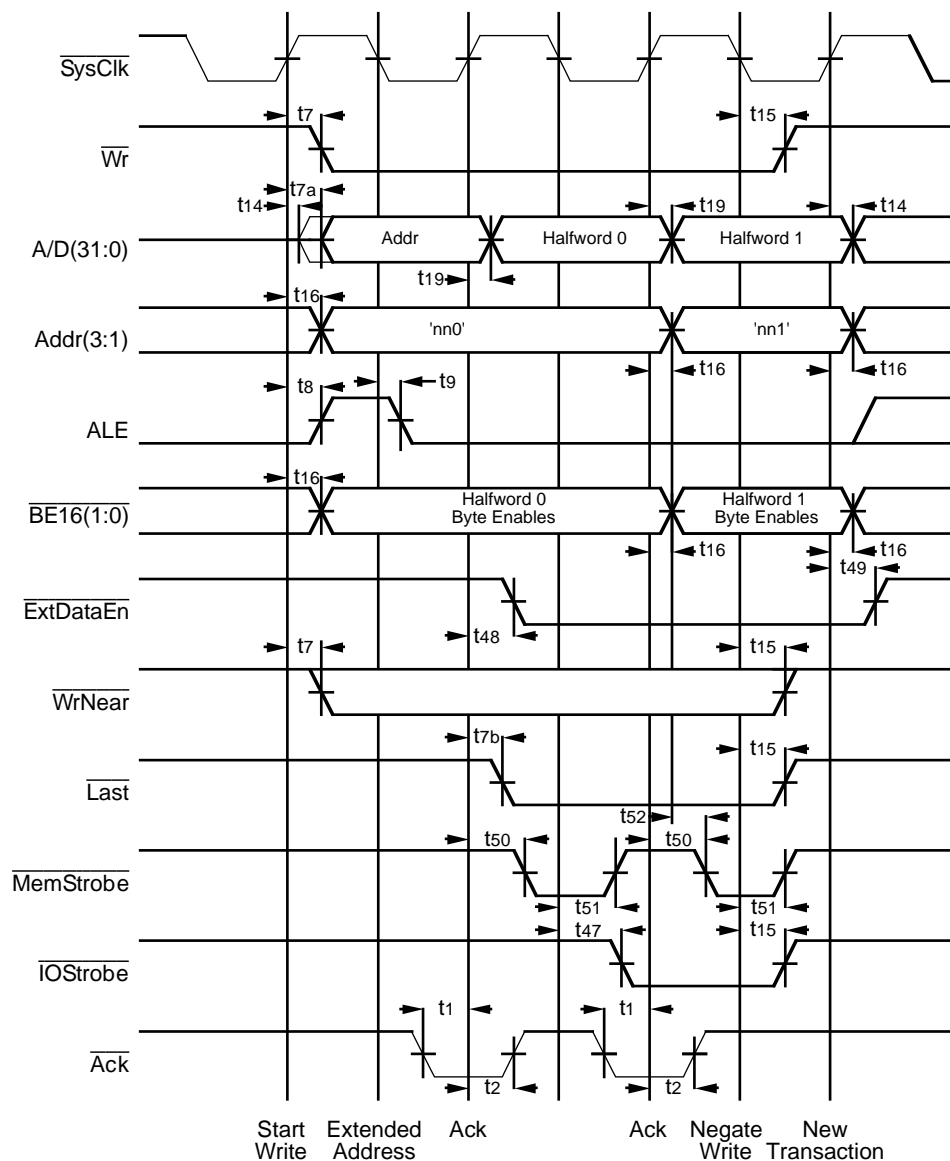 SysClk
t7 t15
Wr
t7a
t14 t19 t14
A/D(31:0) Addr Halfword 0 Halfword 1
t19
t16
Addr(3:1) 'nn0' 'nn1'
t16 t16
t8 t9
ALE
t16
BE16(1:0) Halfword 0 Byte Enables Halfword 1 Byte Enables
t16 t16
t49
ExtDataEn
t48
t7 t15
WrNear
t7b t15
Last
t52
t50 t50
MemStrobe
t51 t51
t47 t15
IOStrobe
t1 t1
Ack
t2 t2
Start Write Extended Address Ack Ack Negate Write New Transaction